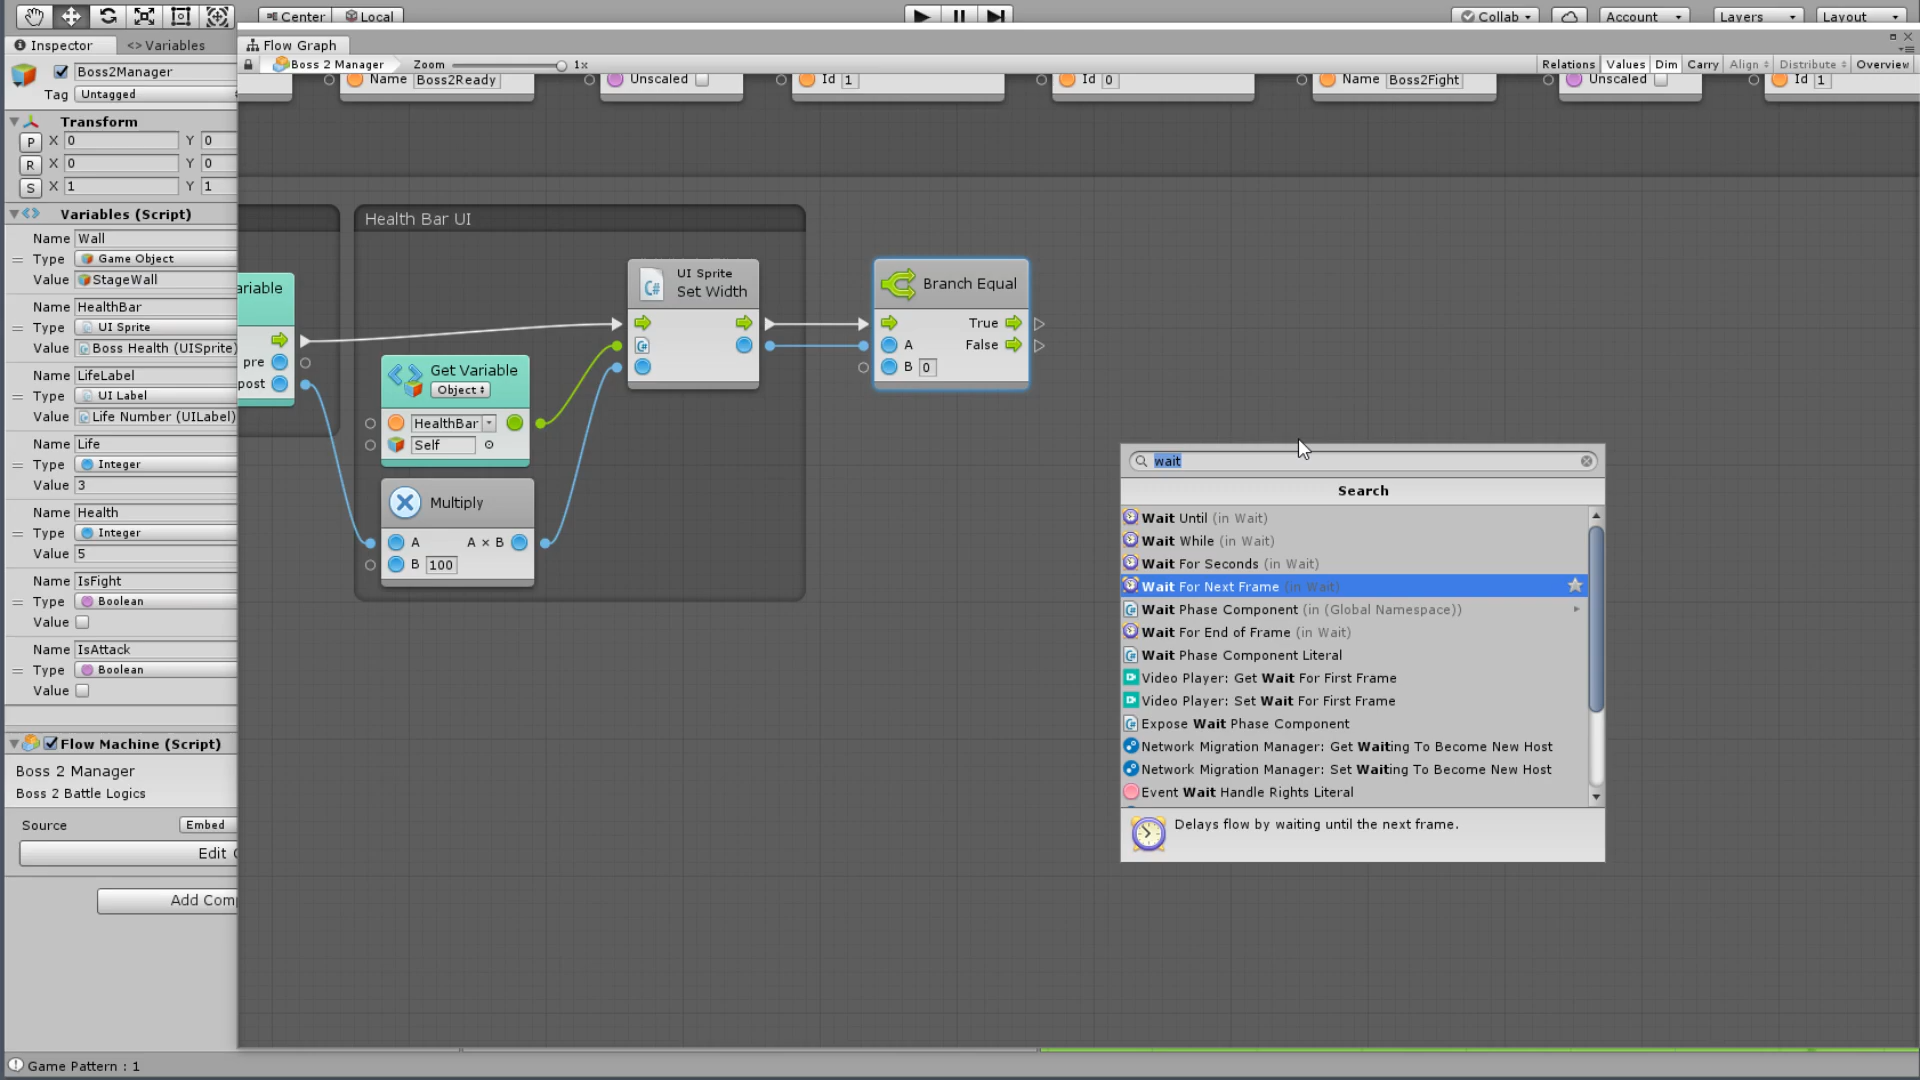 Center
Local
Collab
Account
Layers
Layout
Inspector
<> Variables
Flow Graph
Boss 2 Manager
Zoom
1x
Relations
Values
Dim
Carry
Align
Distribute
Overview
Boss2Manager
Tag Untagged
Name Boss2Ready
Unscaled
Id 1
Id 0
Name Boss2Fight
Unscaled
Id 1
Transform
P X 0 Y 0
R X 0 Y 0
S X 1 Y 1
Variables (Script)
Name Wall
Type Game Object
Value StageWall
Name HealthBar
Type UI Sprite
Value Boss Health (UISprite)
Name LifeLabel
Type UI Label
Value Life Number (UILabel)
Name Life
Type Integer
Value 3
Name Health
Type Integer
Value 5
Name IsFight
Type Boolean
Value
Name IsAttack
Type Boolean
Value
Flow Machine (Script)
Boss 2 Manager
Boss 2 Battle Logics
Source Embed
Edit
Add Com
ariable
pre
post
Health Bar UI
UI Sprite
Set Width
Get Variable
Object
HealthBar
Self
Multiply
A A × B
B 100
Branch Equal
True
A False
B 0
wait
Search
Wait Until (in Wait)
Wait While (in Wait)
Wait For Seconds (in Wait)
Wait For Next Frame (in Wait)
Wait Phase Component (in (Global Namespace))
Wait For End of Frame (in Wait)
Wait Phase Component Literal
Video Player: Get Wait For First Frame
Video Player: Set Wait For First Frame
Expose Wait Phase Component
Network Migration Manager: Get Waiting To Become New Host
Network Migration Manager: Set Waiting To Become New Host
Event Wait Handle Rights Literal
Delays flow by waiting until the next frame.
Game Pattern : 1